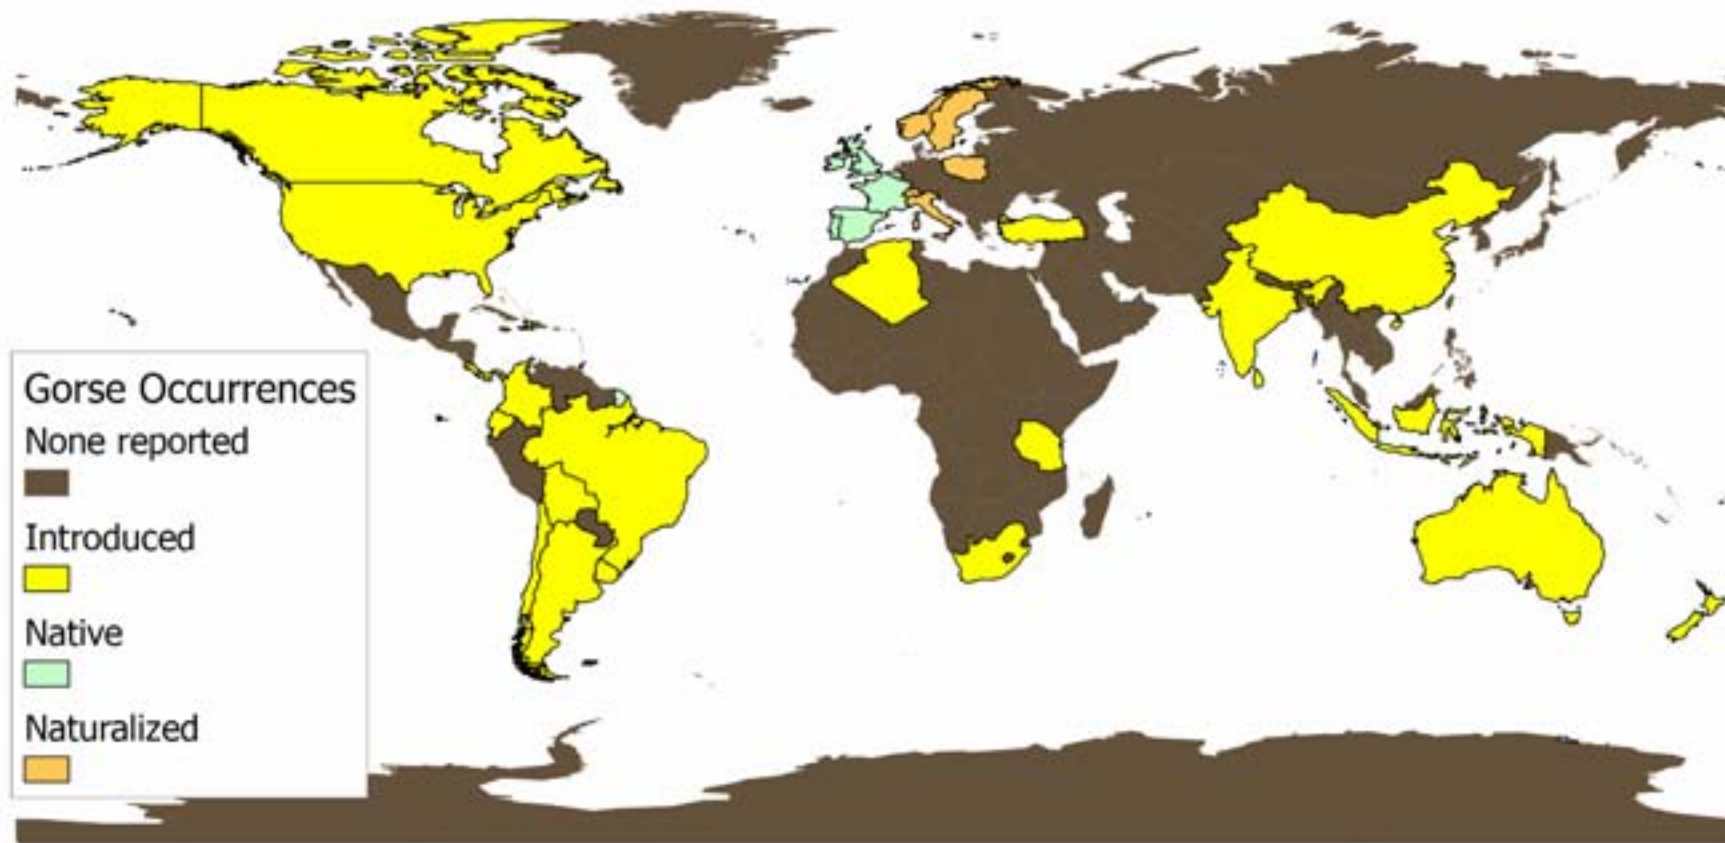 Gorse Occurrences
None reported
Introduced
Native
Naturalized